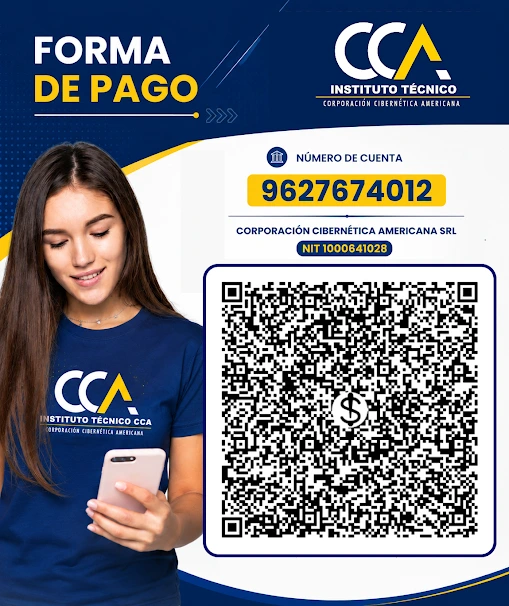 FORMA
DE PAGO
CCA
INSTITUTO TÉCNICO
CORPORACIÓN CIBERNÉTICA AMERICANA
NÚMERO DE CUENTA
9627674012
CORPORACIÓN CIBERNÉTICA AMERICANA SRL
NIT 1000641028
$
CCA
INSTITUTO TÉCNICO CCA
CORPORACIÓN CIBERNÉTICA AMERICANA